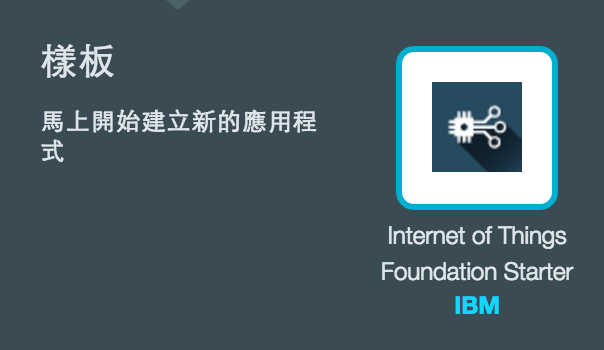 樣板
馬上開始建立新的應用程
式
Internet of Things
Foundation Starter
IBM